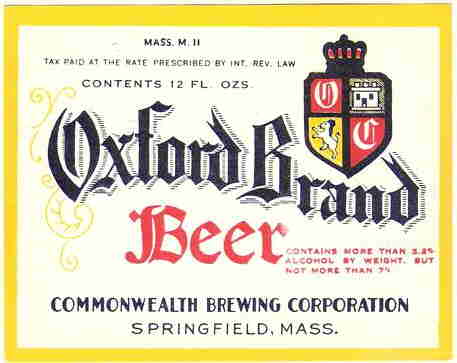 MASS. M. 11
TAX PAID AT THE RATE PRESCRIBED BY INT. REV. LAW
CONTENTS 12 FL. OZS.
O
C
Oxford Brand
Beer
CONTAINS MORE THAN 3.2%
ALCOHOL BY WEIGHT. BUT
NOT MORE THAN 7%
COMMONWEALTH BREWING CORPORATION
SPRINGFIELD, MASS.